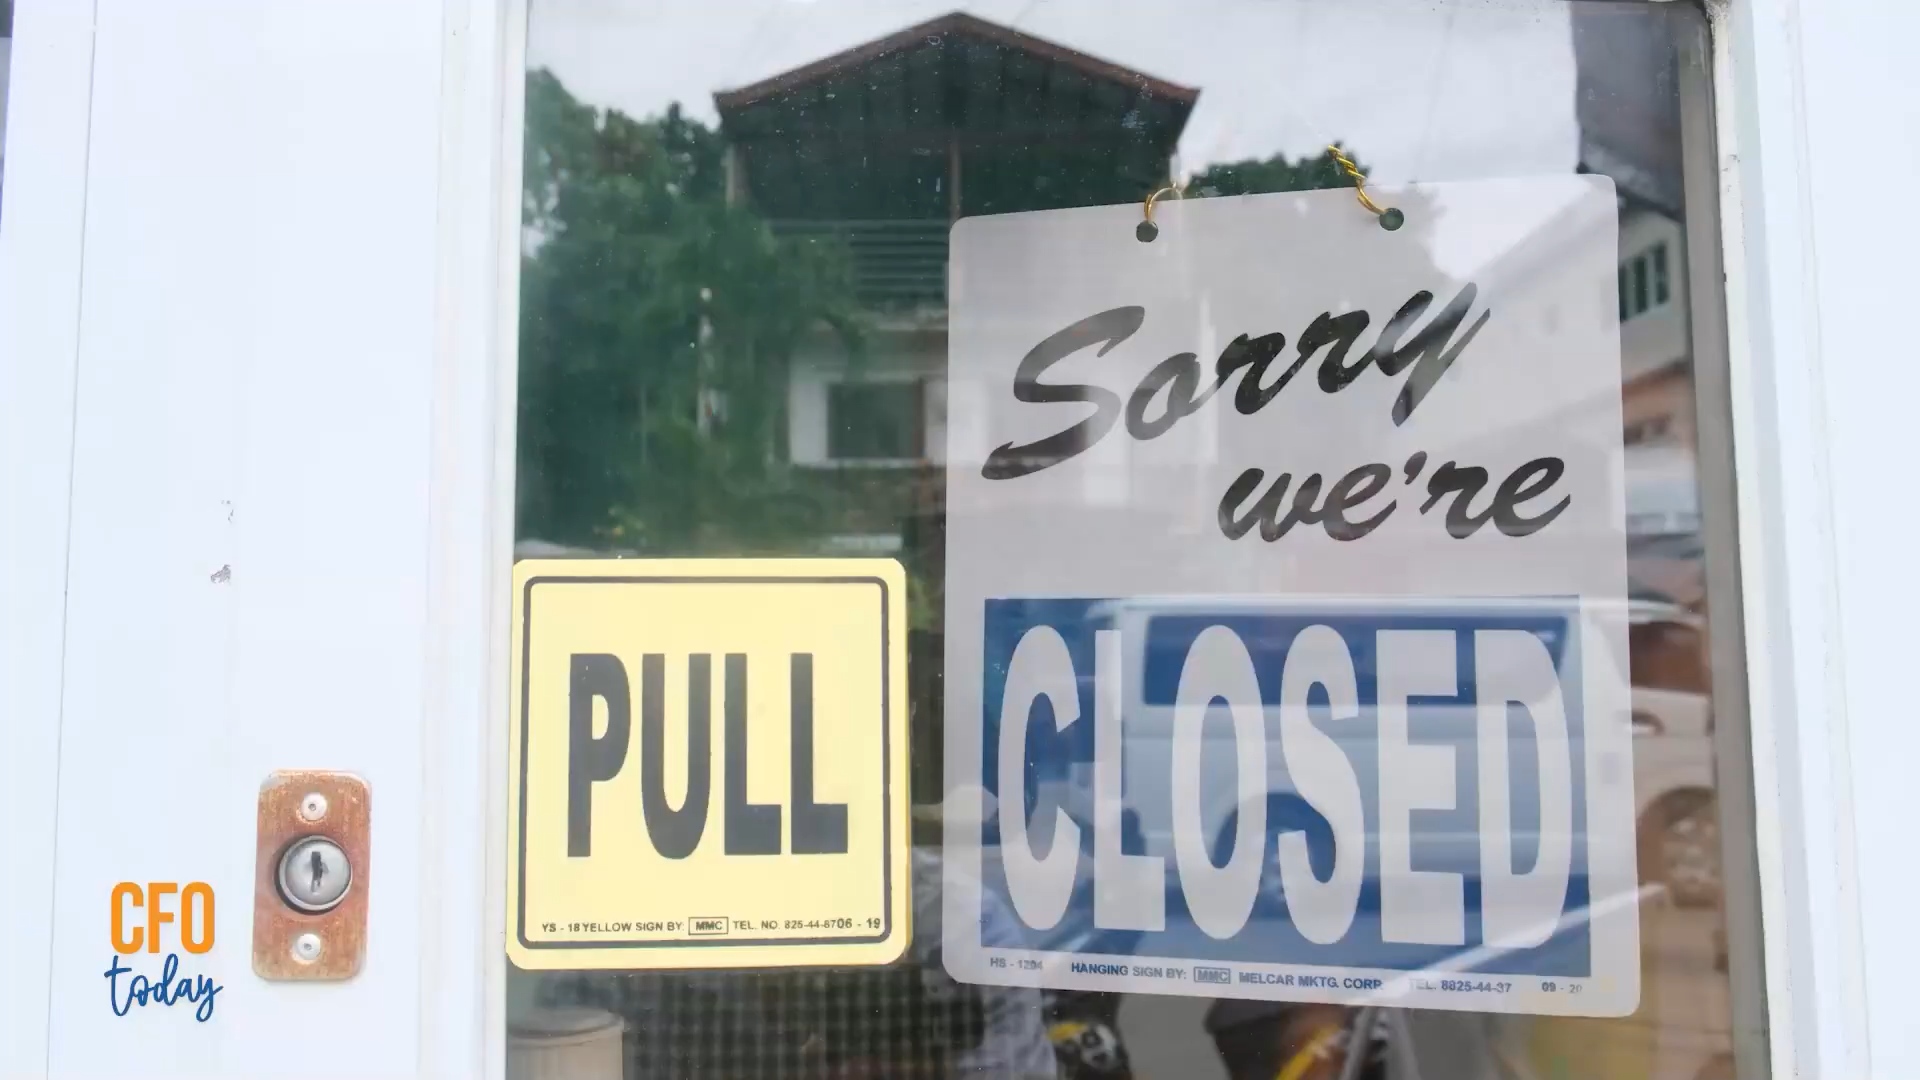 Sorry
we're
CLOSED
HS - 1204 HANGING SIGN BY: MMC MELCAR MKTG. CORP. TEL. 8825-44-37 09 - 20
PULL
YS - 18 YELLOW SIGN BY: MMC TEL. NO. 825-44-8706 - 19
CFO
today